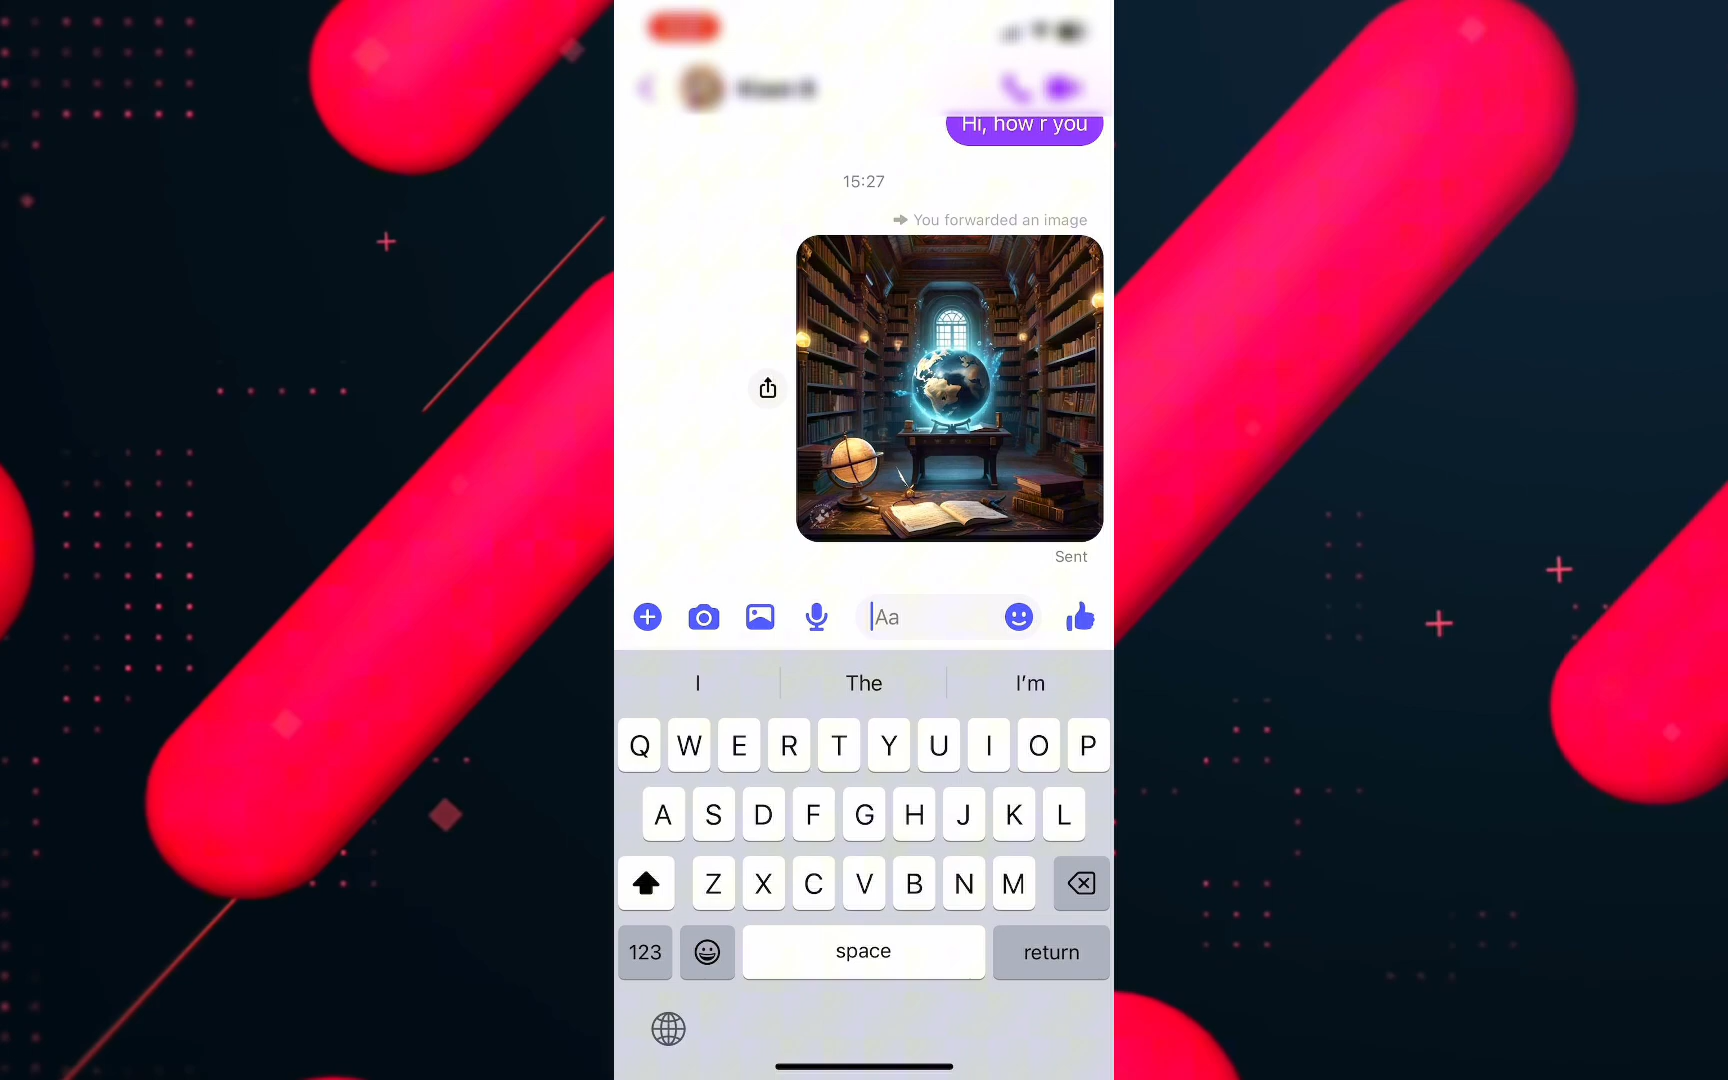 Hi, how r you
15:27
You forwarded an image
Sent
Aa
I The I'm
Q W E R T Y U I O P
A S D F G H J K L
Z X C V B N M
123 space return